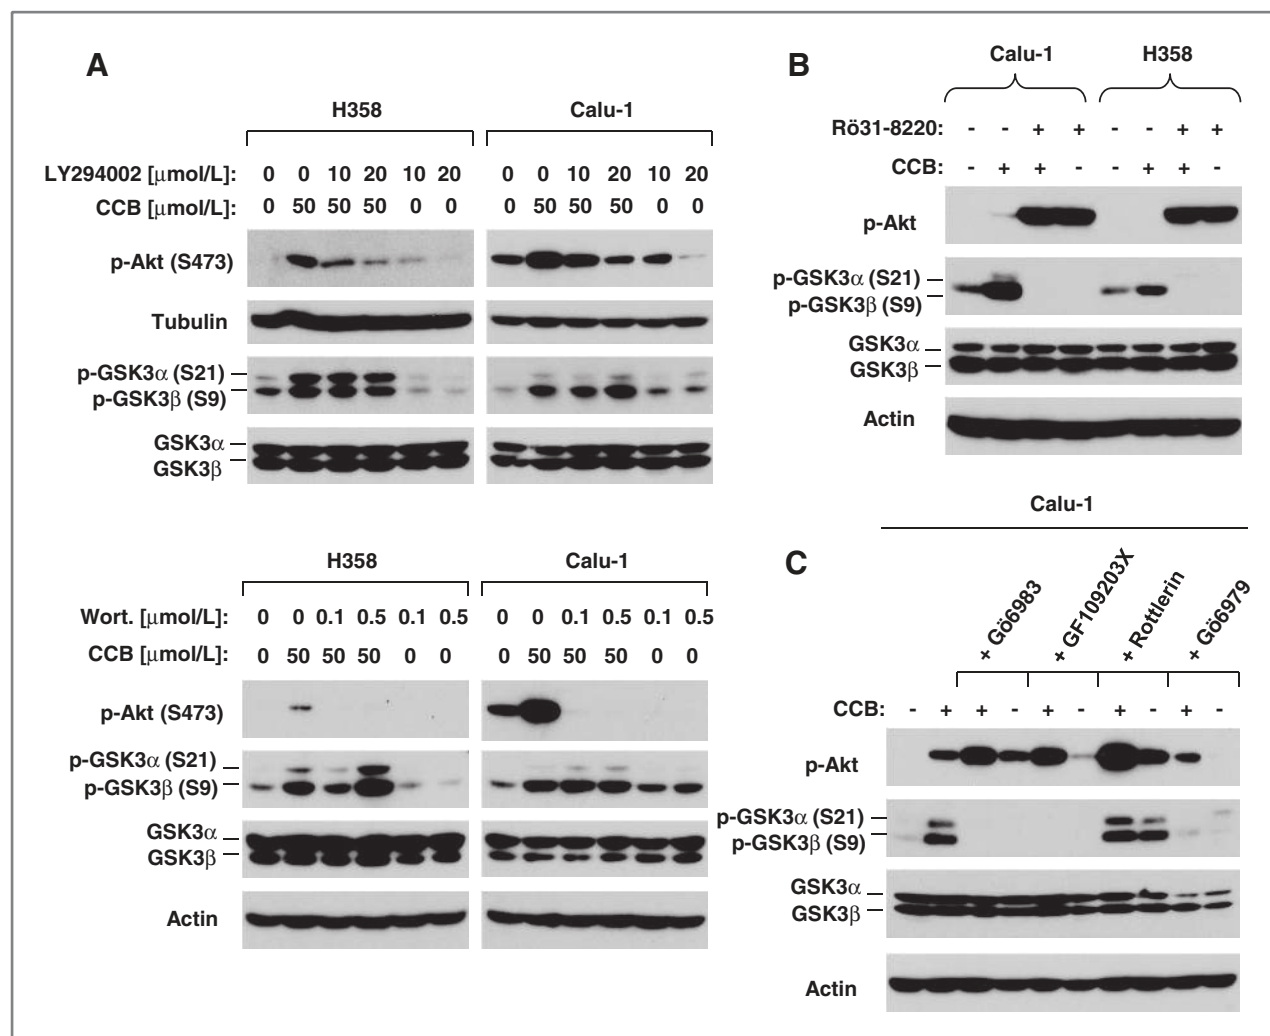 A
H358 Calu-1
LY294002 [μmol/L]: 0 0 10 20 10 20 0 0 10 20 10 20
CCB [μmol/L]: 0 50 50 50 0 0 0 50 50 50 0 0
p-Akt (S473)
Tubulin
p-GSK3α (S21)
p-GSK3β (S9)
GSK3α
GSK3β
H358 Calu-1
Wort. [μmol/L]: 0 0 0.1 0.5 0.1 0.5 0 0 0.1 0.5 0.1 0.5
CCB [μmol/L]: 0 50 50 50 0 0 0 50 50 50 0 0
p-Akt (S473)
p-GSK3α (S21)
p-GSK3β (S9)
GSK3α
GSK3β
Actin
B
Calu-1 H358
Rö31-8220: - - + + - - + +
CCB: - + + - - + + -
p-Akt
p-GSK3α (S21)
p-GSK3β (S9)
GSK3α
GSK3β
Actin
Calu-1
C
+ Gö6983 + GF109203X + Rottlerin + Gö6979
CCB: - + + - + - + - + -
p-Akt
p-GSK3α (S21)
p-GSK3β (S9)
GSK3α
GSK3β
Actin